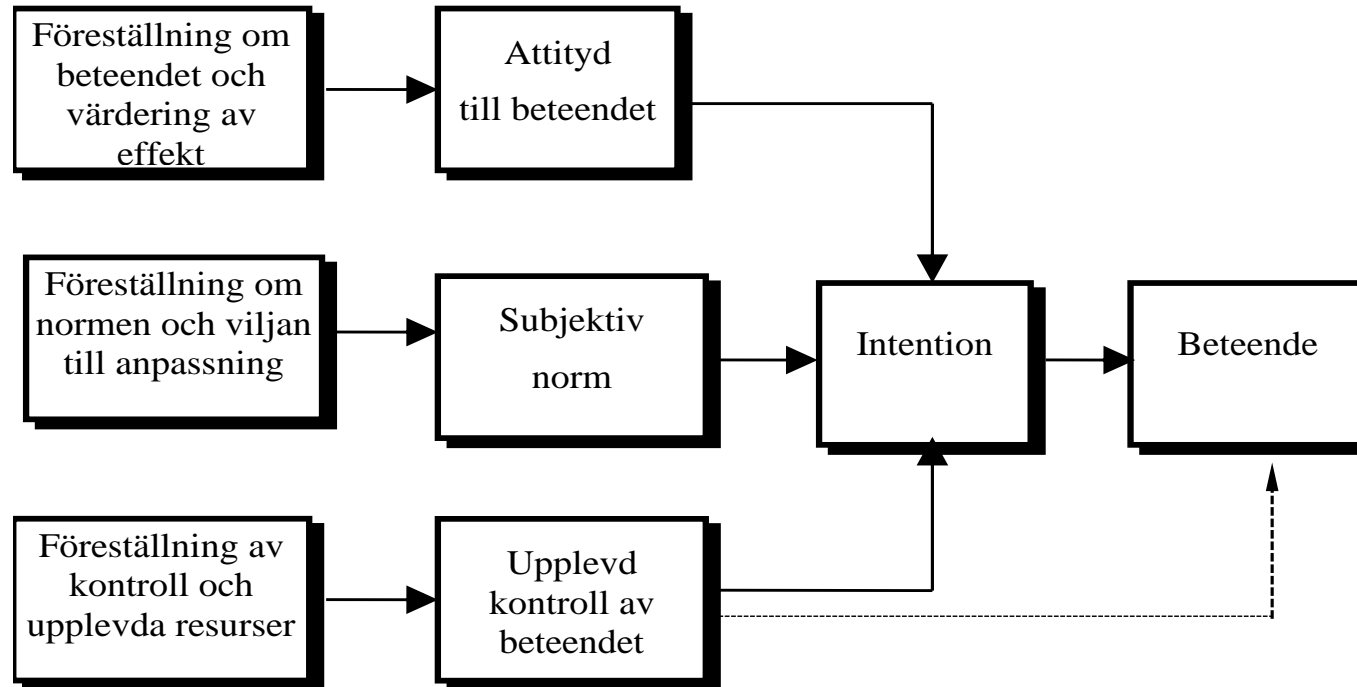 Föreställning om
beteendet och
värdering av
effekt
Attityd
till beteendet
Föreställning om
normen och viljan
till anpassning
Subjektiv
norm
Intention
Beteende
Föreställning av
kontroll och
upplevda resurser
Upplevd
kontroll av
beteendet